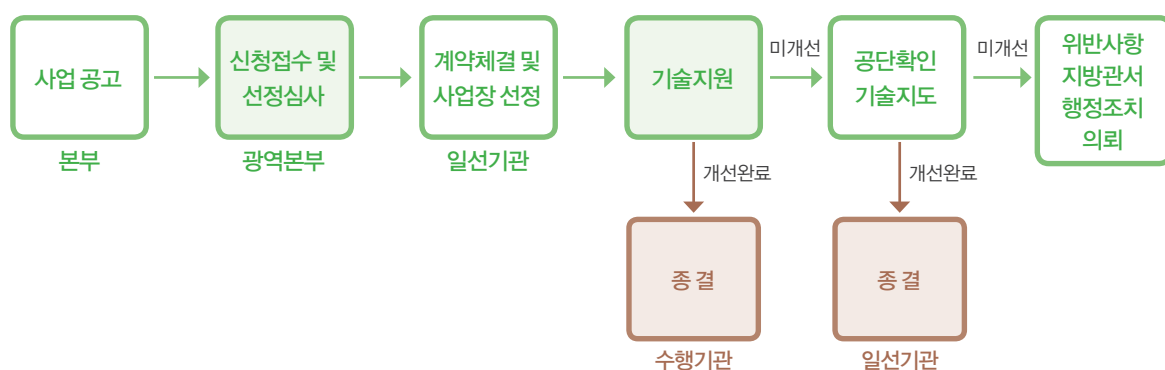 사업 공고
본부
신청접수 및
선정심사
광역본부
계약체결 및
사업장 선정
일선기관
기술지원
미개선
공단확인
기술지도
미개선
위반사항
지방관서
행정조치
의뢰
개선완료
개선완료
종 결
수행기관
종 결
일선기관